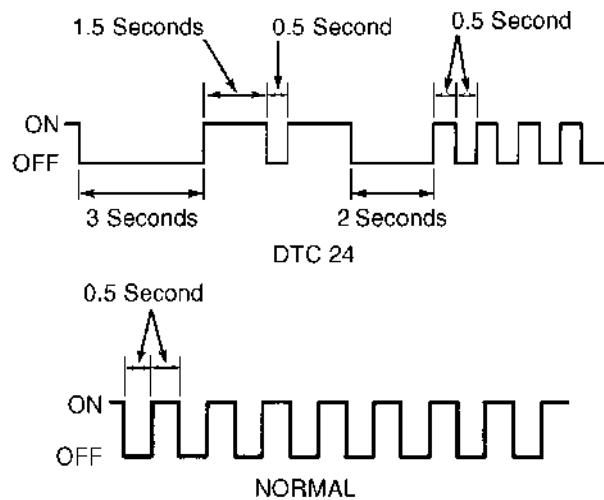 1.5 Seconds
0.5 Second
0.5 Second
ON
OFF
3 Seconds
2 Seconds
DTC 24
0.5 Second
ON
OFF
NORMAL